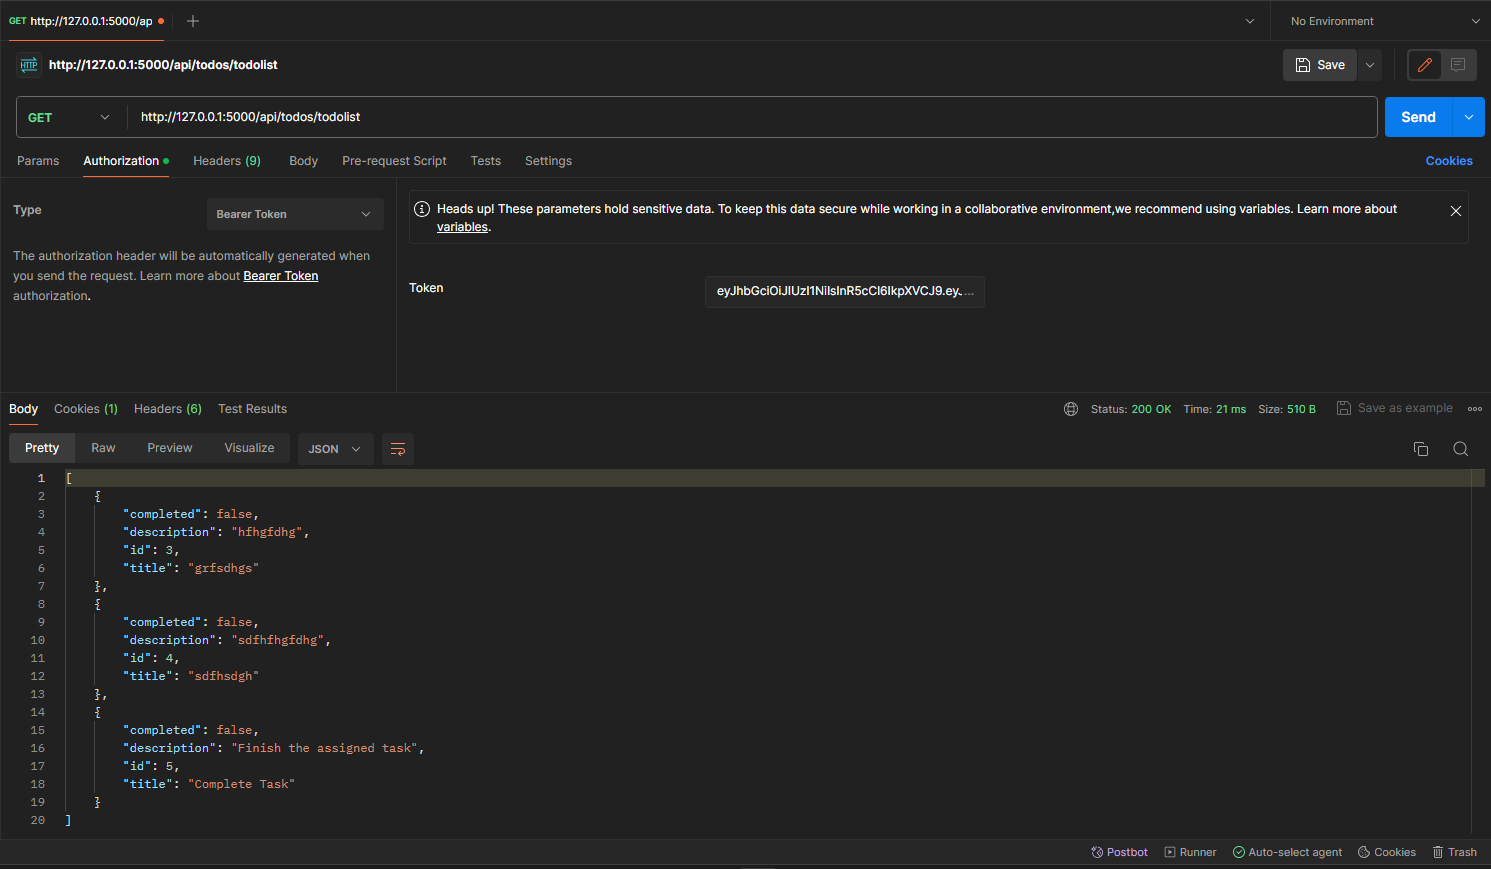 GET http://127.0.0.1:5000/ap
No Environment
HTTP http://127.0.0.1:5000/api/todos/todolist
Save
GET http://127.0.0.1:5000/api/todos/todolist
Send
Params Authorization Headers (9) Body Pre-request Script Tests Settings Cookies
Type
Bearer Token
The authorization header will be automatically generated when
you send the request. Learn more about Bearer Token
authorization.
Heads up! These parameters hold sensitive data. To keep this data secure while working in a collaborative environment,we recommend using variables. Learn more about
variables.
Token
eyJhbGciOiJIUzI1NiIsInR5cCI6IkpXVCJ9.eyJ...
Body Cookies (1) Headers (6) Test Results
Status: 200 OK Time: 21 ms Size: 510 B Save as example
Pretty Raw Preview Visualize JSON
1 [
2 {
3 "completed": false,
4 "description": "hfhgfdhg",
5 "id": 3,
6 "title": "grfsdhgs"
7 },
8 {
9 "completed": false,
10 "description": "sdfhfhgfdhg",
11 "id": 4,
12 "title": "sdfhsdgh"
13 },
14 {
15 "completed": false,
16 "description": "Finish the assigned task",
17 "id": 5,
18 "title": "Complete Task"
19 }
20 ]
Postbot Runner Auto-select agent Cookies Trash